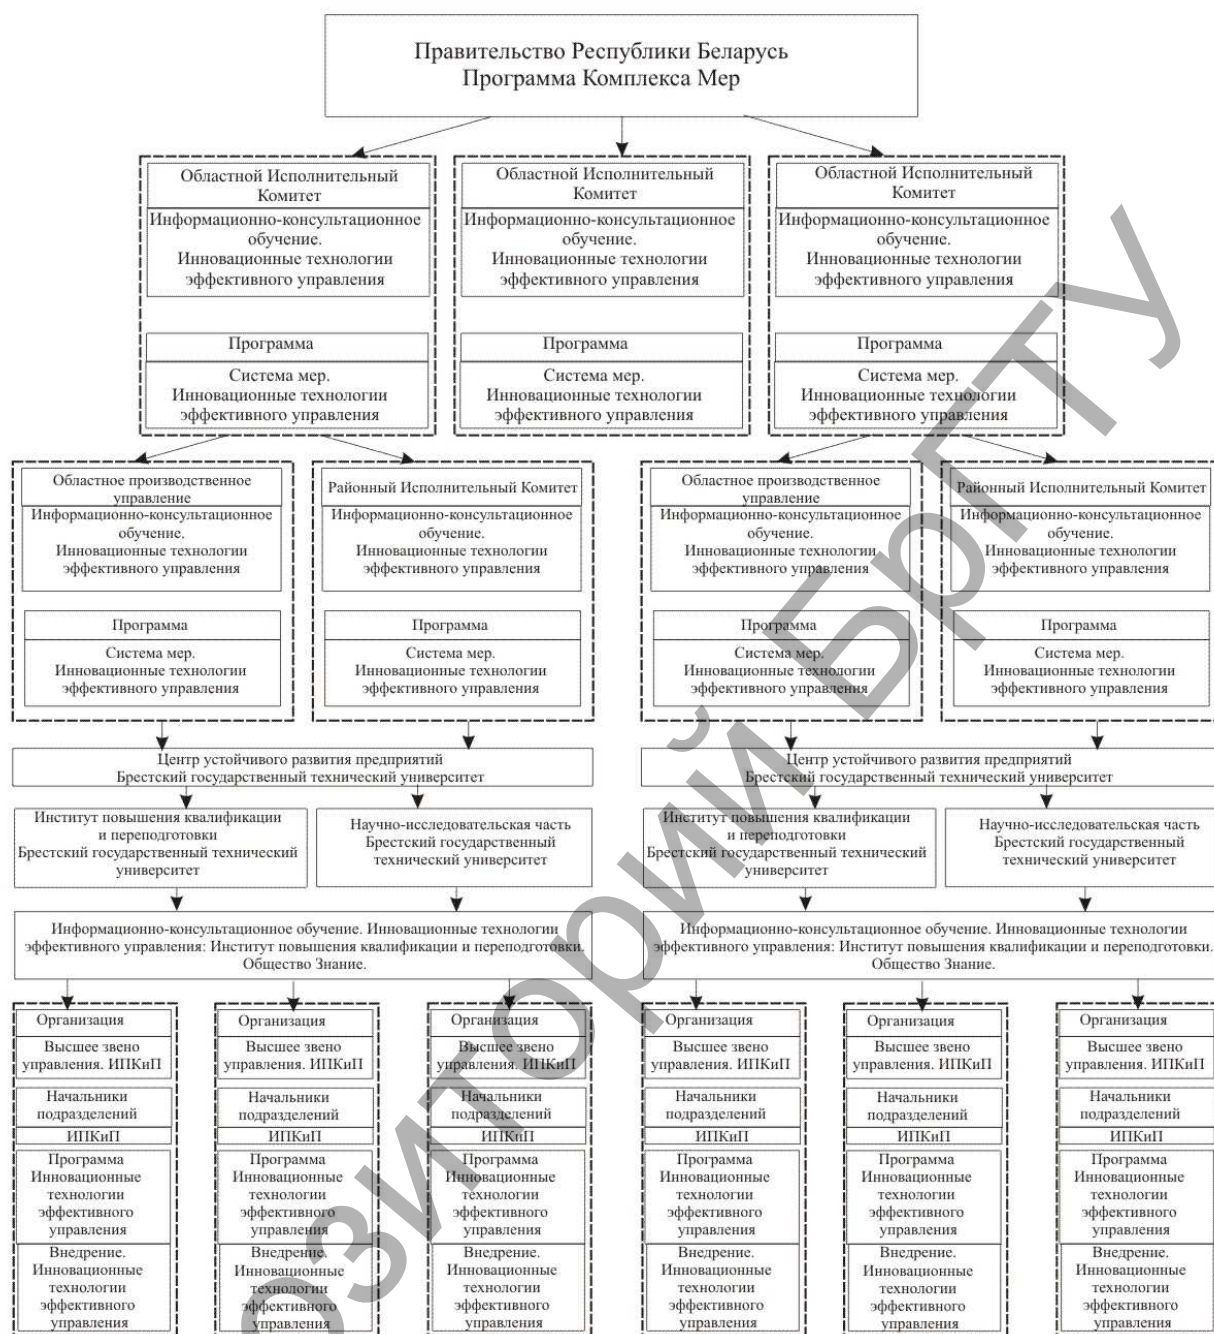 Правительство Республики Беларусь
Программа Комплекса Мер
Областной Исполнительный
Комитет
Информационно-консультационное
обучение.
Инновационные технологии
эффективного управления
Программа
Система мер.
Инновационные технологии
эффективного управления
Областной Исполнительный
Комитет
Информационно-консультационное
обучение.
Инновационные технологии
эффективного управления
Программа
Система мер.
Инновационные технологии
эффективного управления
Областной Исполнительный
Комитет
Информационно-консультационное
обучение.
Инновационные технологии
эффективного управления
Программа
Система мер.
Инновационные технологии
эффективного управления
Областное производственное
управление
Информационно-консультационное
обучение.
Инновационные технологии
эффективного управления
Программа
Система мер.
Инновационные технологии
эффективного управления
Районный Исполнительный Комитет
Информационно-консультационное
обучение.
Инновационные технологии
эффективного управления
Программа
Система мер.
Инновационные технологии
эффективного управления
Областное производственное
управление
Информационно-консультационное
обучение.
Инновационные технологии
эффективного управления
Программа
Система мер.
Инновационные технологии
эффективного управления
Районный Исполнительный Комитет
Информационно-консультационное
обучение.
Инновационные технологии
эффективного управления
Программа
Система мер.
Инновационные технологии
эффективного управления
Центр устойчивого развития предприятий
Брестский государственный технический университет
Центр устойчивого развития предприятий
Брестский государственный технический университет
Институт повышения квалификации
и переподготовки
Брестский государственный технический
университет
Научно-исследовательская часть
Брестский государственный
технический университет
Институт повышения квалификации
и переподготовки
Брестский государственный технический
университет
Научно-исследовательская часть
Брестский государственный
технический университет
Информационно-консультационное обучение. Инновационные технологии
эффективного управления: Институт повышения квалификации и переподготовки.
Общество Знание.
Информационно-консультационное обучение. Инновационные технологии
эффективного управления: Институт повышения квалификации и переподготовки.
Общество Знание.
Организация
Высшее звено
управления. ИПКиП
Начальники
подразделений
ИПКиП
Программа
Инновационные
технологии
эффективного
управления
Внедрение.
Инновационные
технологии
эффективного
управления
Организация
Высшее звено
управления. ИПКиП
Начальники
подразделений
ИПКиП
Программа
Инновационные
технологии
эффективного
управления
Внедрение.
Инновационные
технологии
эффективного
управления
Организация
Высшее звено
управления. ИПКиП
Начальники
подразделений
ИПКиП
Программа
Инновационные
технологии
эффективного
управления
Внедрение.
Инновационные
технологии
эффективного
управления
Организация
Высшее звено
управления. ИПКиП
Начальники
подразделений
ИПКиП
Программа
Инновационные
технологии
эффективного
управления
Внедрение.
Инновационные
технологии
эффективного
управления
Организация
Высшее звено
управления. ИПКиП
Начальники
подразделений
ИПКиП
Программа
Инновационные
технологии
эффективного
управления
Внедрение.
Инновационные
технологии
эффективного
управления
Организация
Высшее звено
управления. ИПКиП
Начальники
подразделений
ИПКиП
Программа
Инновационные
технологии
эффективного
управления
Внедрение.
Инновационные
технологии
эффективного
управления
озиторий БрГТУ